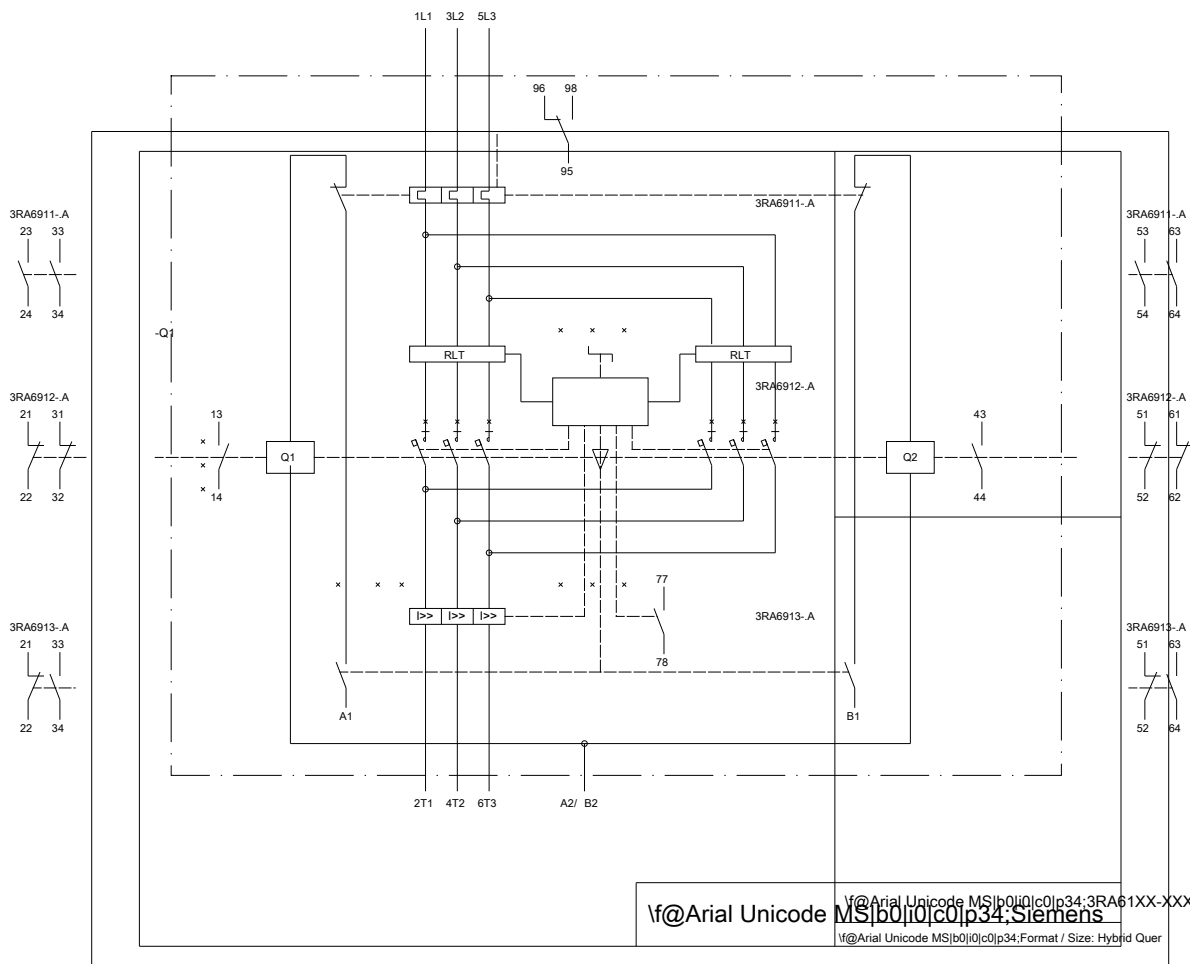 1L1 3L2 5L3
96 98
95
3RA6911-.A
3RA6911-.A
3RA6911-.A
23 33
53 63
24 34
54 64
-Q1
RLT
RLT
3RA6912-.A
3RA6912-.A
3RA6912-.A
21 31
13
43
51 61
Q1
Q2
22 32
14
44
52 62
77
I>> I>> I>>
3RA6913-.A
3RA6913-.A
3RA6913-.A
21 33
51 63
78
A1
B1
22 34
52 64
2T1 4T2 6T3
A2/ B2
\f@Arial Unicode MS|b0|i0|c0|p34;3RA61XX-XXX
\f@Arial Unicode MS|b0|i0|c0|p34;Siemens
\f@Arial Unicode MS|b0|i0|c0|p34;Format / Size: Hybrid Quer